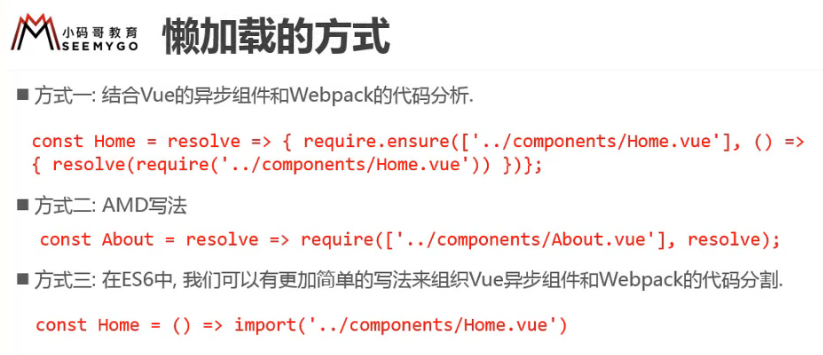 小码哥教育
SEEMYGO
懒加载的方式
■ 方式一: 结合Vue的异步组件和Webpack的代码分析.
const Home = resolve => { require.ensure(['../components/Home.vue'], () =>
{ resolve(require('../components/Home.vue')) })};
■ 方式二: AMD写法
const About = resolve => require(['../components/About.vue'], resolve);
■ 方式三: 在ES6中, 我们可以有更加简单的写法来组织Vue异步组件和Webpack的代码分割.
const Home = () => import('../components/Home.vue')